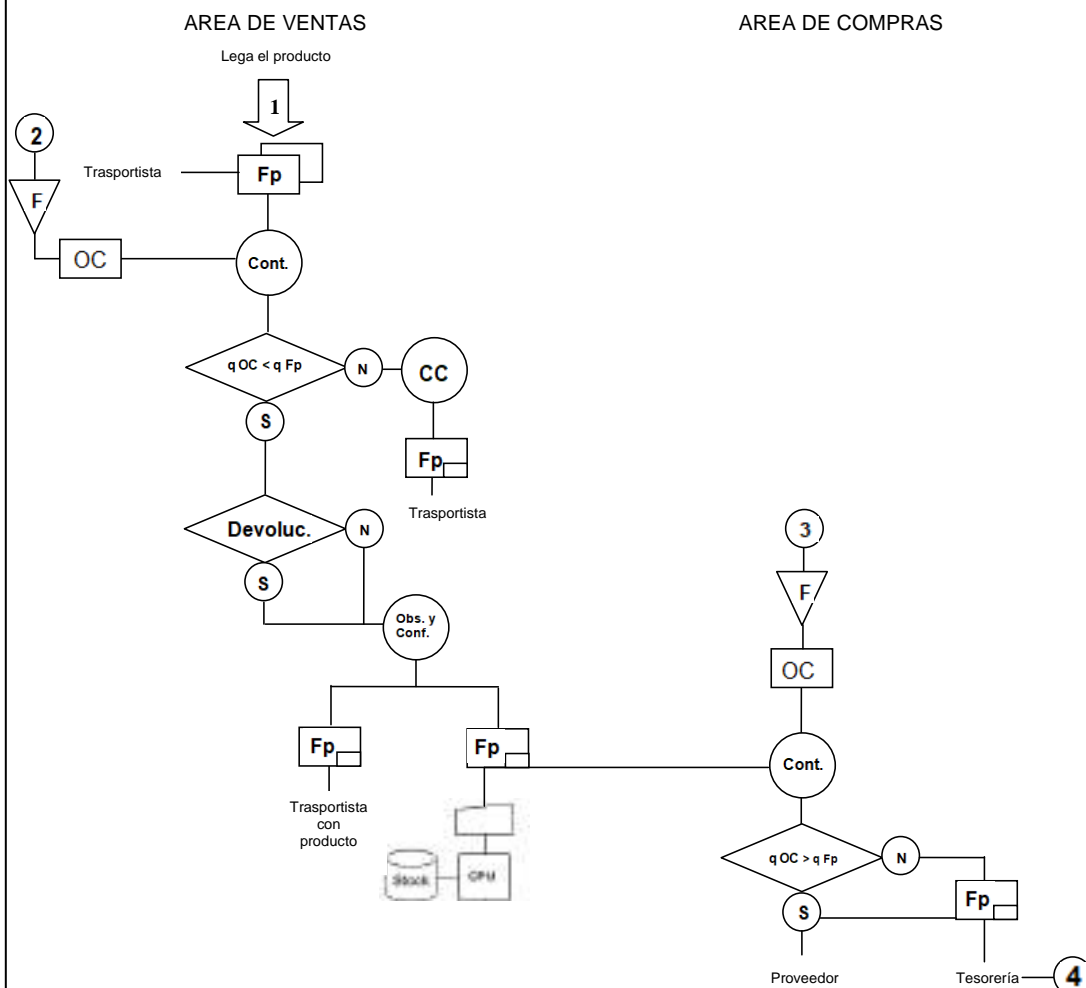 AREA DE VENTAS
AREA DE COMPRAS
Lega el producto
1
2
Trasportista
Fp
F
OC
Cont.
q OC < q Fp
N
CC
S
Fp
Trasportista
Devoluc.
N
S
3
F
Obs. y
Conf.
OC
Fp
Fp
Cont.
Trasportista
con
producto
q OC > q Fp
N
Stock
CPU
Fp
S
Proveedor
Tesorería
4